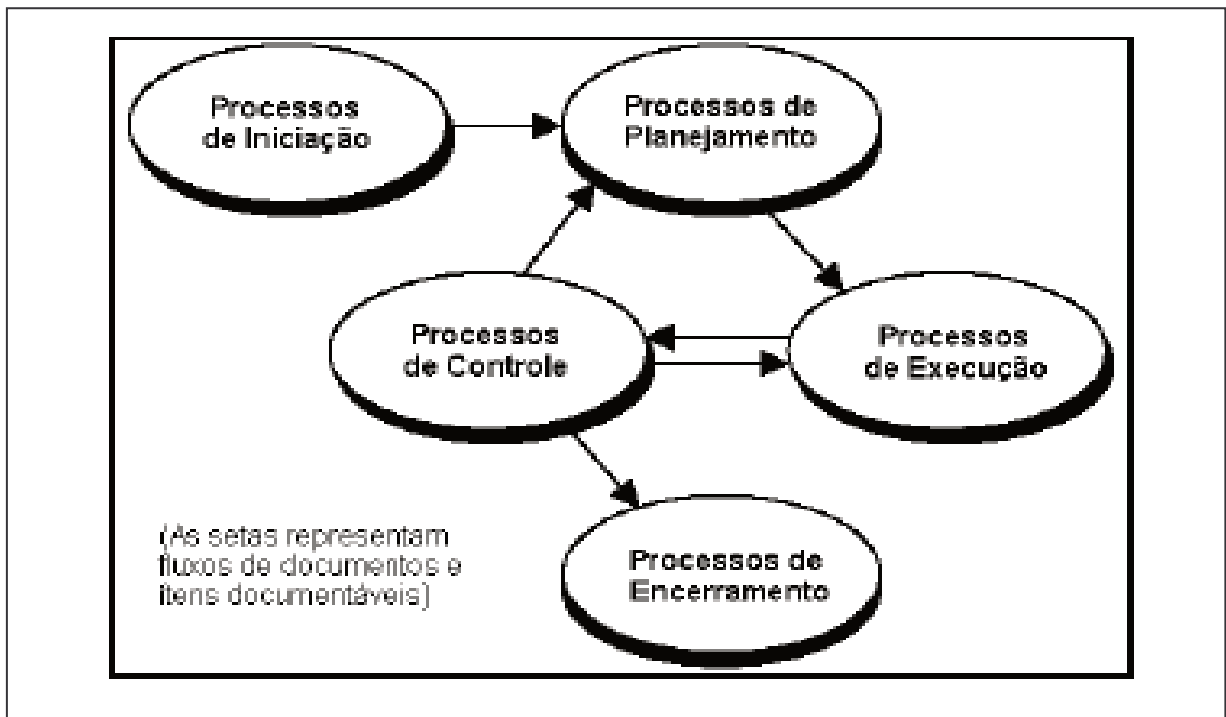 Processos
de Iniciação
Processos de
Planejamento
Processos
de Controle
Processos
de Execução
(As setas representam
fluxos de documentos e
itens documentáveis)
Processos de
Encerramento